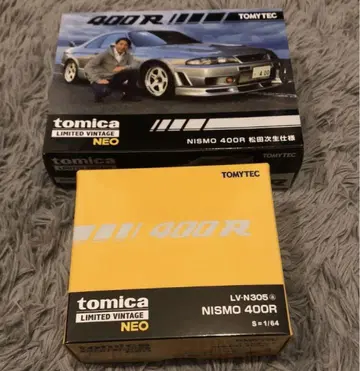 400R
TOMYTEC
tomica
LIMITED VINTAGE
NEO
NISMO 400R 松田次生仕様
TOMYTEC
400R
tomica
LIMITED VINTAGE
NEO
LV-N305ⓐ
NISMO 400R
S=1/64